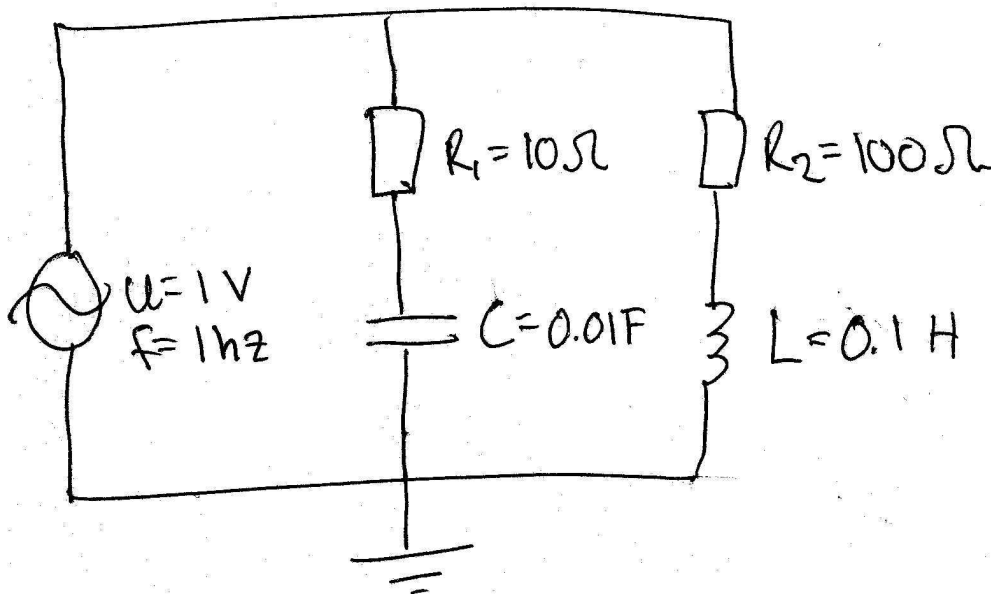 R₁=10Ω
R₂=100Ω
u=1V
f=1hz
C=0.01F
L=0.1H